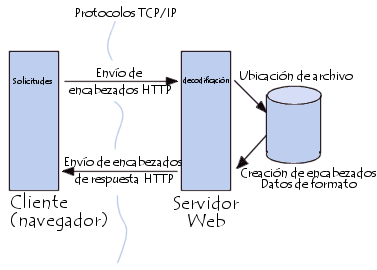 Protocolos TCP/IP
Solicitudes
Envío de
encabezados HTTP
decodificación
Ubicación de archivo
Envío de encabezados
de respuesta HTTP
Creación de encabezados
Datos de formato
Cliente
(navegador)
Servidor
Web